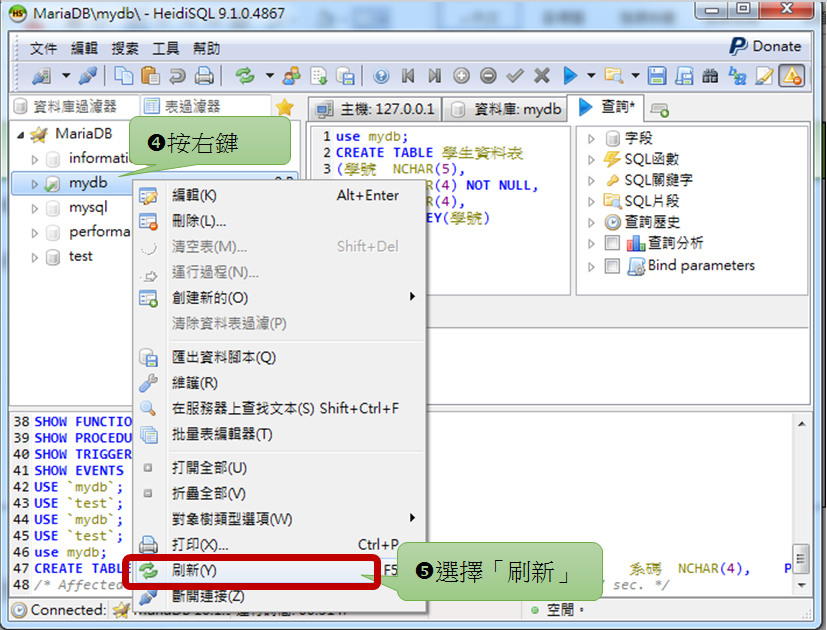 MariaDB\mydb\ - HeidiSQL 9.1.0.4867
文件 編輯 搜索 工具 幫助
Donate
資料庫過濾器 表過濾器
主機: 127.0.0.1 資料庫: mydb 查詢*
MariaDB
informati
mydb
mysql
performa
test
❹按右鍵
1 use mydb;
2 CREATE TABLE 學生資料表
3 (學號 NCHAR(5),
(4) NOT NULL,
(4),
EY(學號)
字段
SQL函數
SQL關鍵字
SQL片段
查詢歷史
查詢分析
Bind parameters
編輯(K) Alt+Enter
刪除(L)...
清空表(M)... Shift+Del
運行過程(N)...
創建新的(O)
清除資料表過濾(P)
匯出資料腳本(Q)
維護(R)
在服務器上查找文本(S) Shift+Ctrl+F
批量表編輯器(T)
打開全部(U)
折疊全部(V)
對象樹類型選項(W)
打印(X)... Ctrl+P
刷新(Y) F5
斷開連接(Z)
❺選擇「刷新」
38 SHOW FUNCTIO
39 SHOW PROCEDU
40 SHOW TRIGGER
41 SHOW EVENTS
42 USE `mydb`;
43 USE `test`;
44 USE `mydb`;
45 USE `test`;
46 use mydb;
47 CREATE TABLE 系碼 NCHAR(4), P
48 /* Affected sec. */
Connected:
空閒。